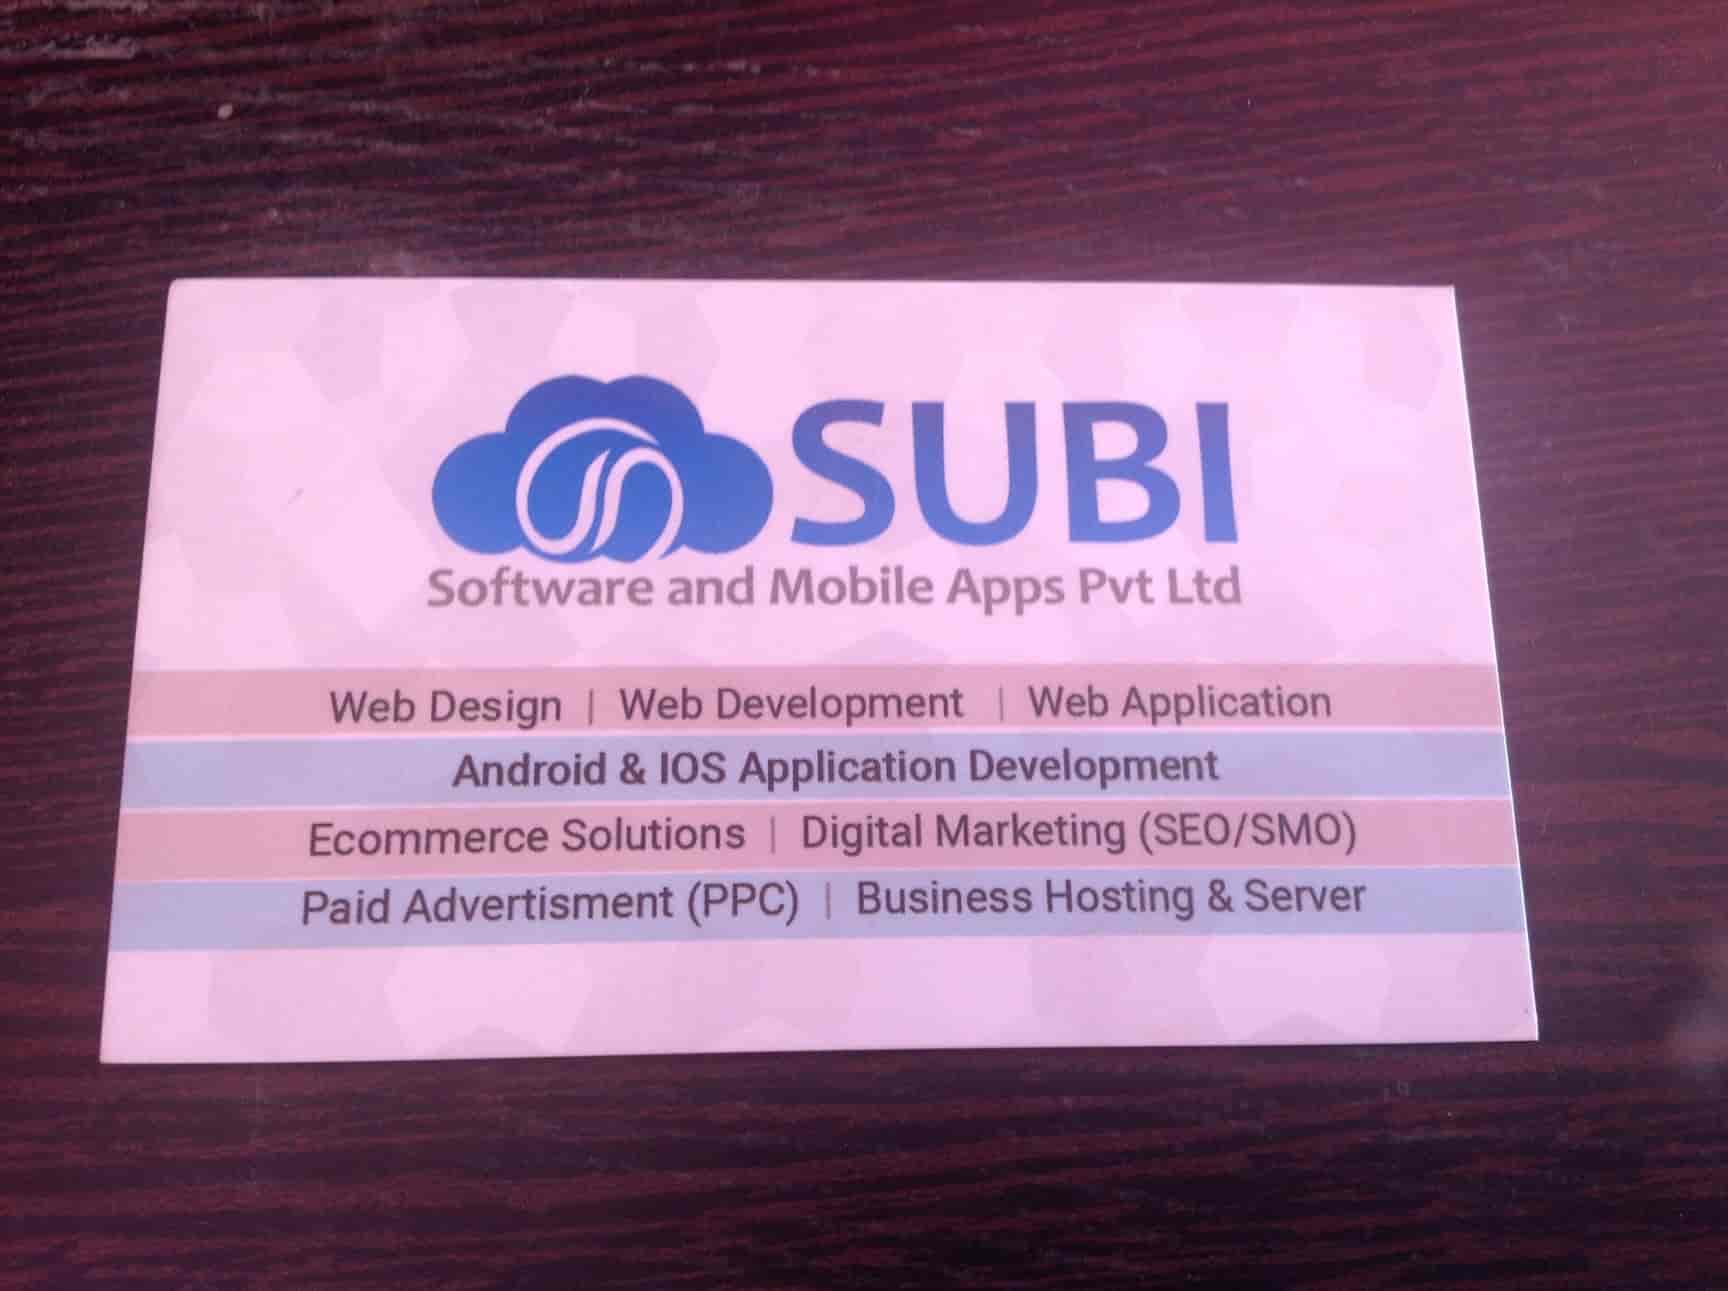 SUBI
Software and Mobile Apps Pvt Ltd
Web Design | Web Development | Web Application
Android & IOS Application Development
Ecommerce Solutions | Digital Marketing (SEO/SMO)
Paid Advertisment (PPC) | Business Hosting & Server